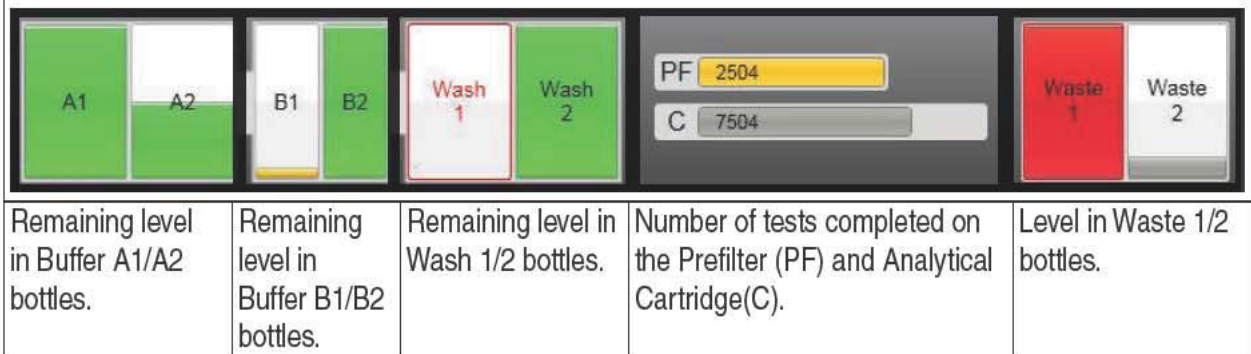 A1
A2
B1
B2
Wash
1
Wash
2
PF 2504
C 7504
Waste
1
Waste
2
Remaining level
in Buffer A1/A2
bottles.
Remaining
level in
Buffer B1/B2
bottles.
Remaining level in
Wash 1/2 bottles.
Number of tests completed on
the Prefilter (PF) and Analytical
Cartridge(C).
Level in Waste 1/2
bottles.